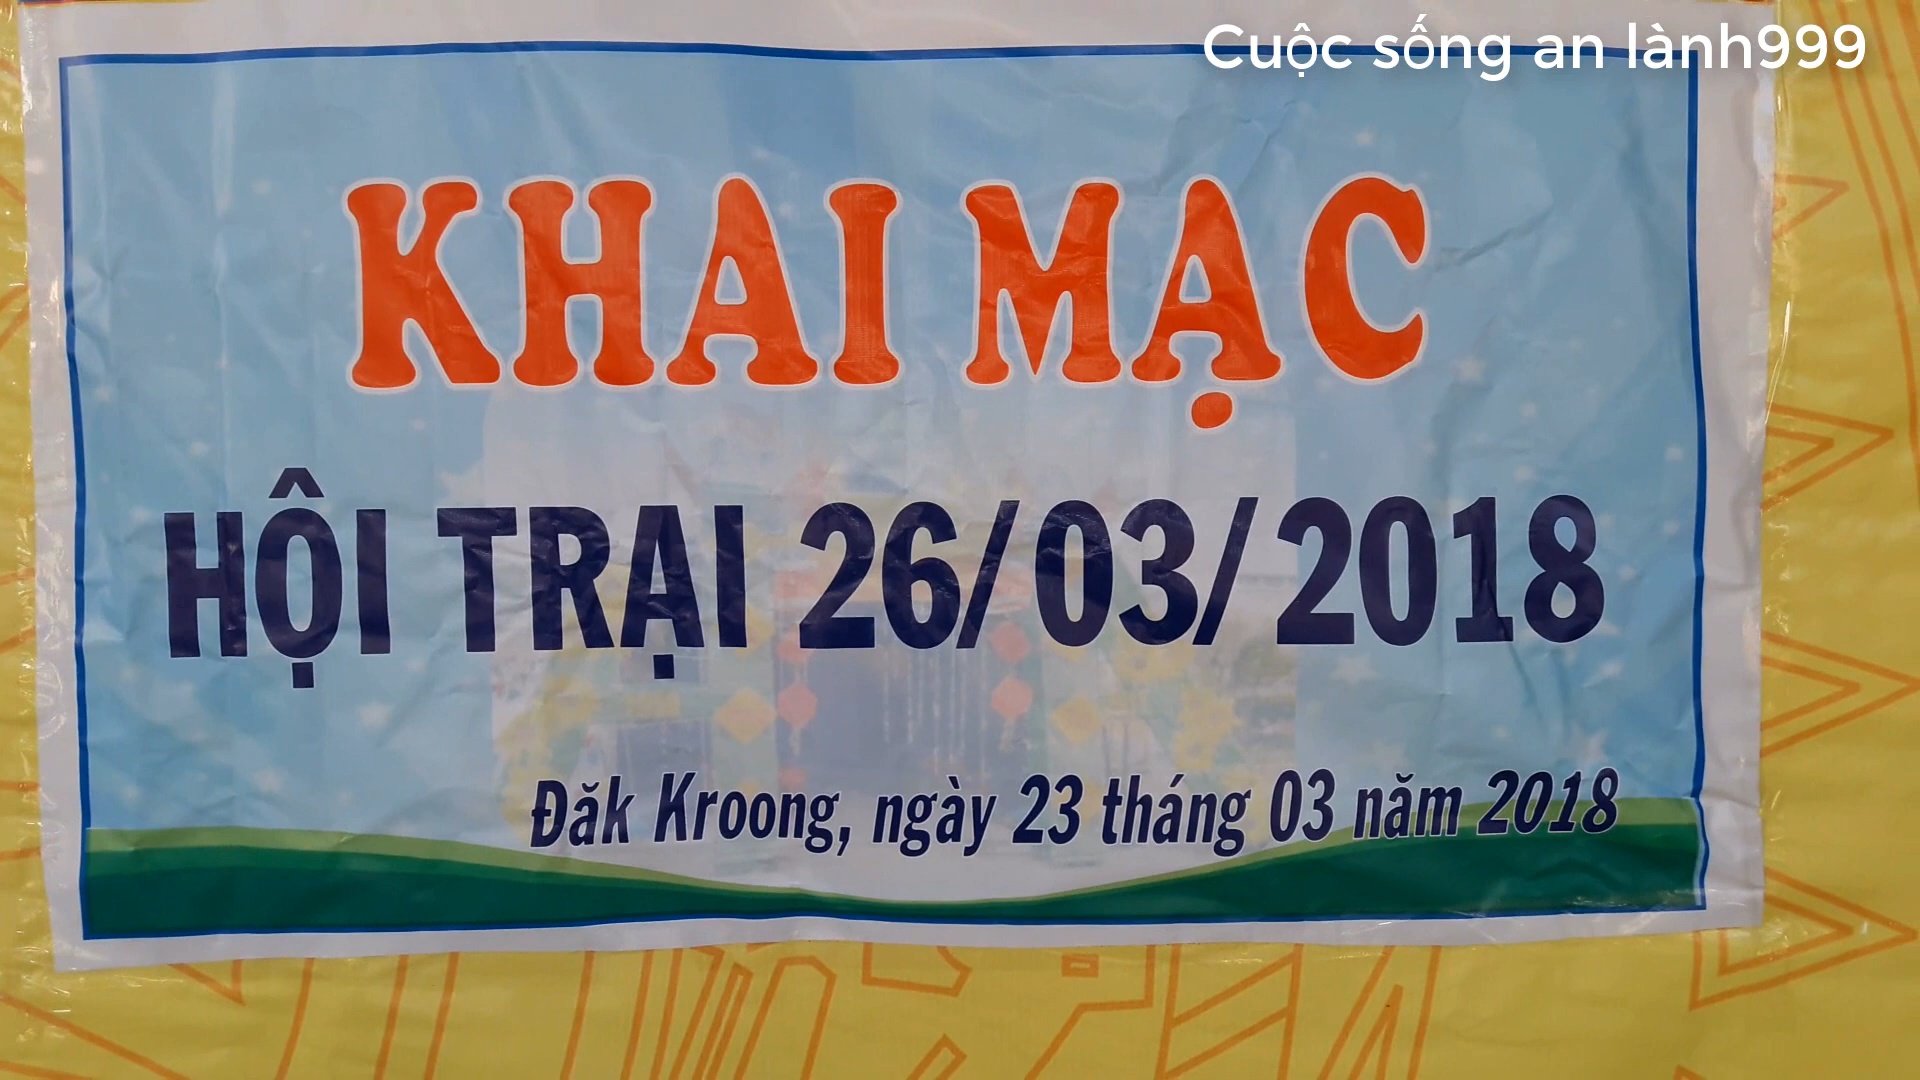 Cuộc sống an lành999
KHAI MẠC
HỘI TRẠI 26/03/2018
Đăk Kroong, ngày 23 tháng 03 năm 2018